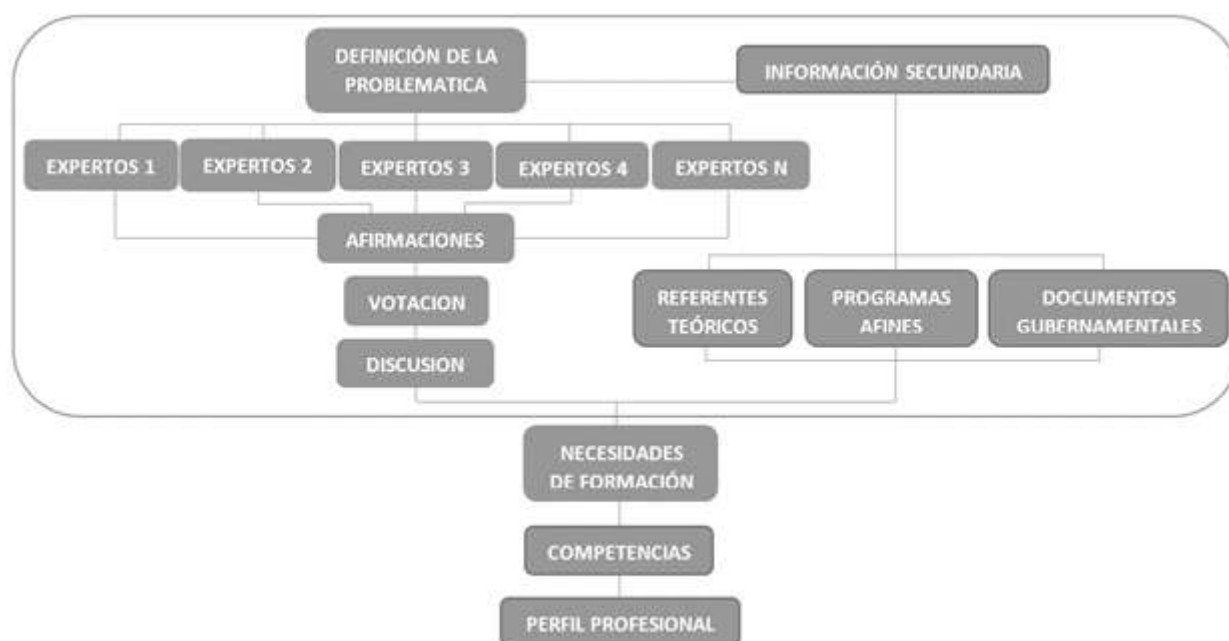 DEFINICIÓN DE LA
PROBLEMATICA
INFORMACIÓN SECUNDARIA
EXPERTOS 1
EXPERTOS 2
EXPERTOS 3
EXPERTOS 4
EXPERTOS N
AFIRMACIONES
VOTACION
DISCUSION
REFERENTES
TEÓRICOS
PROGRAMAS
AFINES
DOCUMENTOS
GUBERNAMENTALES
NECESIDADES
DE FORMACIÓN
COMPETENCIAS
PERFIL PROFESIONAL